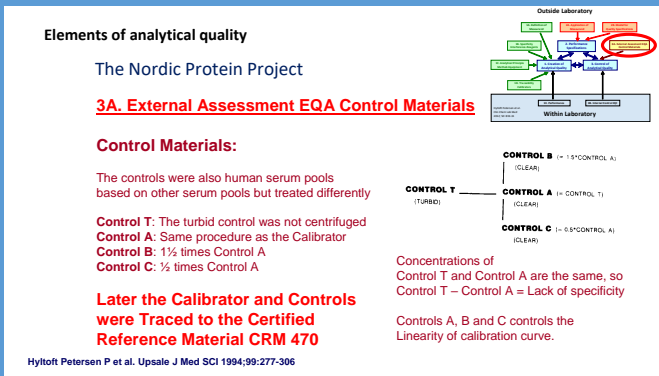 Elements of analytical quality
The Nordic Protein Project
3A. External Assessment EQA Control Materials
Outside Laboratory
Within Laboratory
Control Materials:
The controls were also human serum pools
based on other serum pools but treated differently
Control T: The turbid control was not centrifuged
Control A: Same procedure as the Calibrator
Control B: 1½ times Control A
Control C: ½ times Control A
Later the Calibrator and Controls
were Traced to the Certified
Reference Material CRM 470
CONTROL B (= 1.5*CONTROL A)
(CLEAR)
CONTROL T
(TURBID)
CONTROL A (= CONTROL T)
(CLEAR)
CONTROL C (= 0.5*CONTROL A)
(CLEAR)
Concentrations of
Control T and Control A are the same, so
Control T – Control A = Lack of specificity
Controls A, B and C controls the
Linearity of calibration curve.
Hyltoft Petersen P et al. Upsale J Med SCI 1994;99:277-306